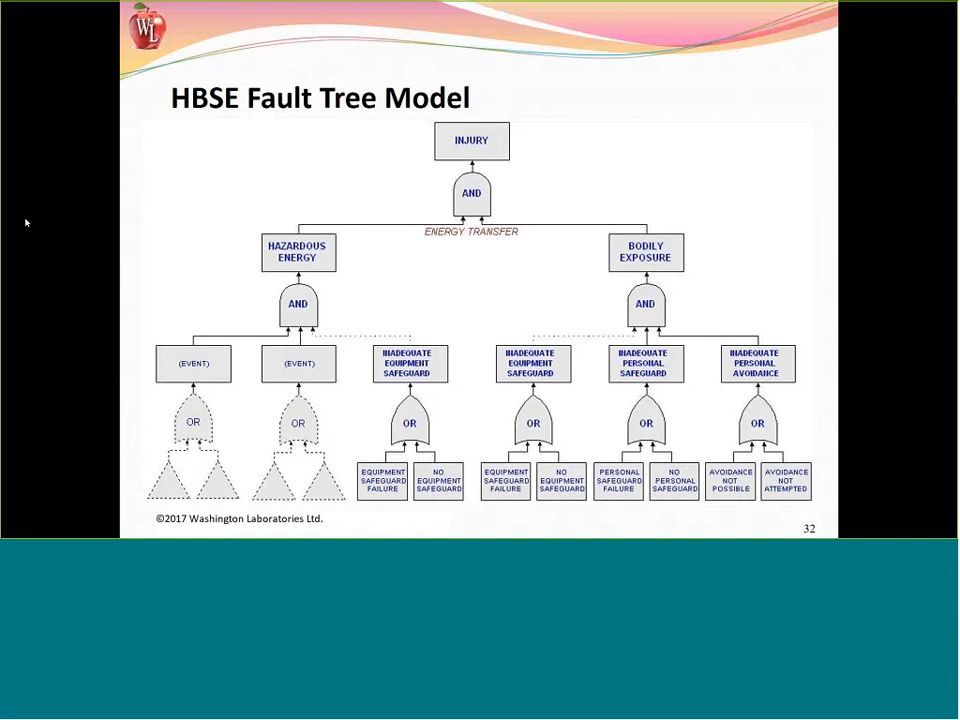 WL
HBSE Fault Tree Model
INJURY
AND
ENERGY TRANSFER
HAZARDOUS
ENERGY
BODILY
EXPOSURE
AND
AND
(EVENT)
(EVENT)
INADEQUATE
EQUIPMENT
SAFEGUARD
INADEQUATE
EQUIPMENT
SAFEGUARD
INADEQUATE
PERSONAL
SAFEGUARD
INADEQUATE
PERSONAL
AVOIDANCE
OR
OR
OR
OR
OR
OR
EQUIPMENT
SAFEGUARD
FAILURE
NO
EQUIPMENT
SAFEGUARD
EQUIPMENT
SAFEGUARD
FAILURE
NO
EQUIPMENT
SAFEGUARD
PERSONAL
SAFEGUARD
FAILURE
NO
PERSONAL
SAFEGUARD
AVOIDANCE
NOT
POSSIBLE
AVOIDANCE
NOT
ATTEMPTED
©2017 Washington Laboratories Ltd.
32